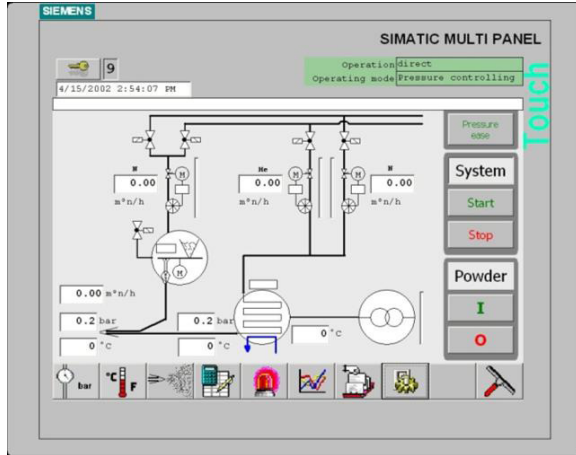 SIEMENS
SIMATIC MULTI PANEL
Touch
9
Operation direct
Operating mode Pressure controlling
4/15/2002 2:54:07 PM
Pressure ease
System
Start
Stop
Powder
I
O
N
0.00
m³n/h
M
He
0.00
m³n/h
M
M
N
0.00
m³n/h
M
0.00 m³n/h
0.2 bar
0 °C
0.2 bar
0 °C
0 °C
bar
°C
F